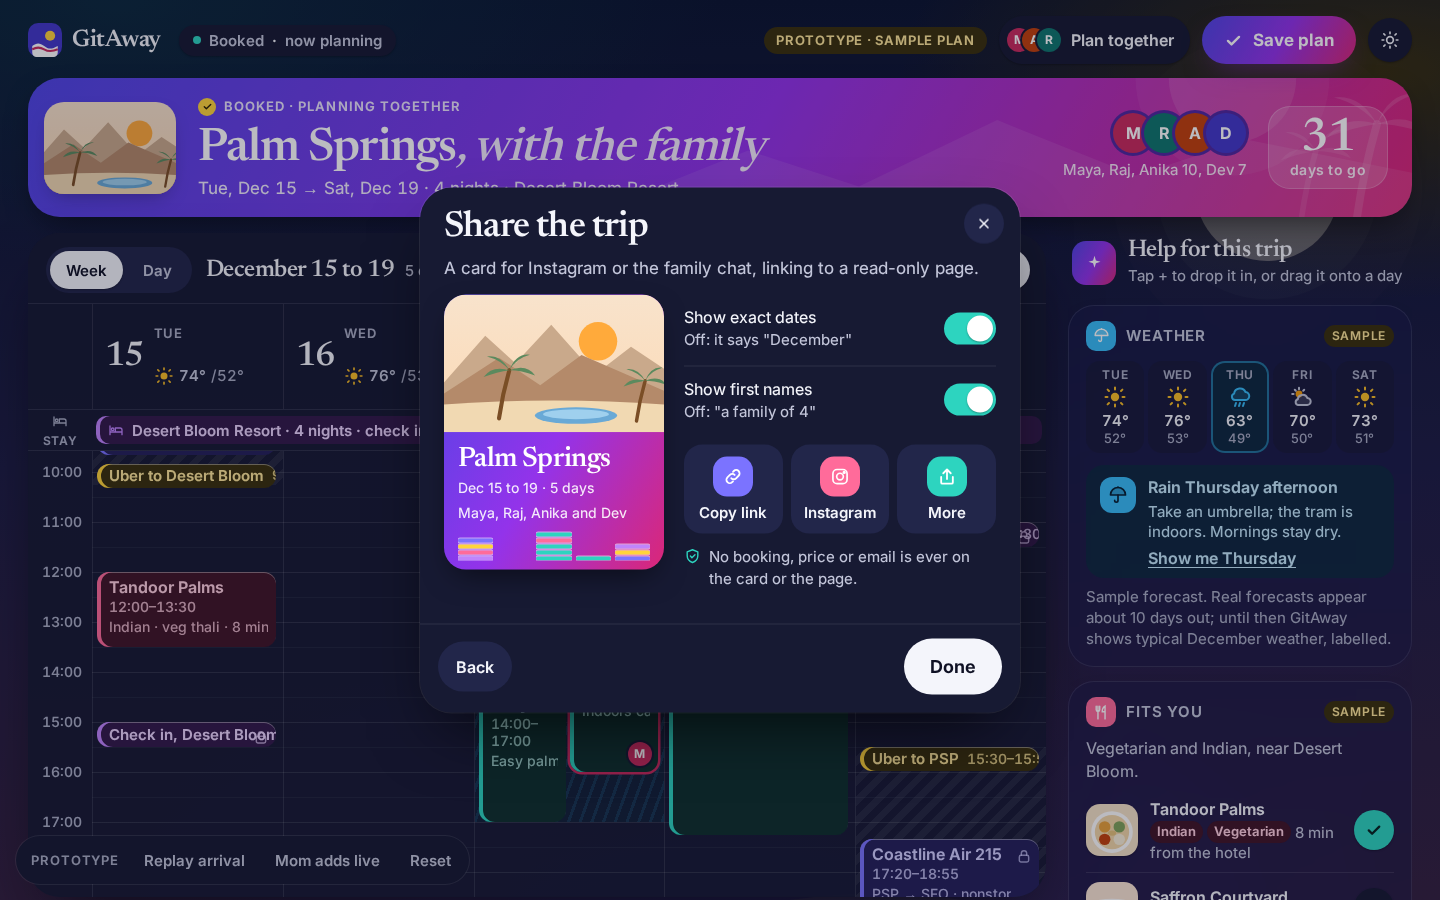 GitAway
Booked · now planning
PROTOTYPE · SAMPLE PLAN
M A R
Plan together
Save plan
BOOKED · PLANNING TOGETHER
Palm Springs, with the family
Tue, Dec 15 → Sat, Dec 19 · 4 nights · Desert Bloom Resort
M R A D
Maya, Raj, Anika 10, Dev 7
31
days to go
Week
Day
December 15 to 19
15
TUE
74° /52°
16
WED
76°
STAY
Desert Bloom Resort · 4 nights · check
10:00
11:00
12:00
13:00
14:00
15:00
16:00
17:00
Uber to Desert Bloom
Tandoor Palms
12:00–13:30
Indian · veg thali · 8 min
Check in, Desert Bloom
14:00–
17:00
Easy palm
M
Uber to PSP 15:30–15:
Coastline Air 215
17:20–18:55
PSP → SFO · nonstop
Share the trip
A card for Instagram or the family chat, linking to a read-only page.
Palm Springs
Dec 15 to 19 · 5 days
Maya, Raj, Anika and Dev
Show exact dates
Off: it says "December"
Show first names
Off: "a family of 4"
Copy link
Instagram
More
No booking, price or email is ever on
the card or the page.
Back
Done
Help for this trip
Tap + to drop it in, or drag it onto a day
WEATHER
SAMPLE
TUE WED THU FRI SAT
74° 76° 63° 70° 73°
52° 53° 49° 50° 51°
Rain Thursday afternoon
Take an umbrella; the tram is
indoors. Mornings stay dry.
Show me Thursday
Sample forecast. Real forecasts appear
about 10 days out; until then GitAway
shows typical December weather, labelled.
FITS YOU
SAMPLE
Vegetarian and Indian, near Desert
Bloom.
Tandoor Palms
Indian Vegetarian 8 min
from the hotel
Saffron Courtyard
PROTOTYPE
Replay arrival
Mom adds live
Reset